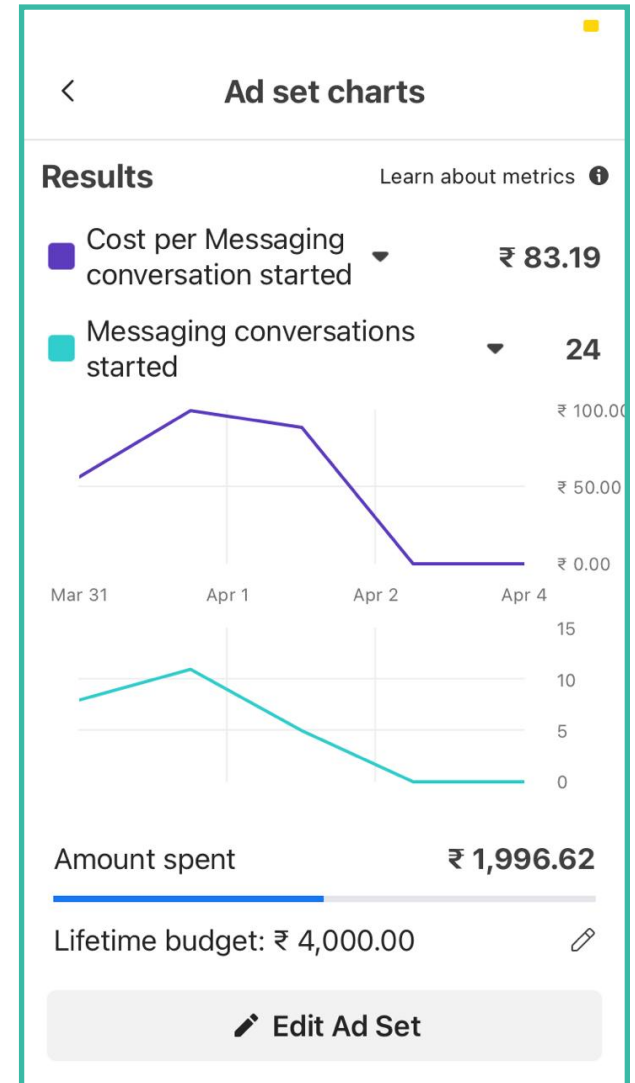 Ad set charts
Results
Learn about metrics
Cost per Messaging
conversation started
₹ 83.19
Messaging conversations
started
24
₹ 100.00
₹ 50.00
₹ 0.00
Mar 31
Apr 1
Apr 2
Apr 4
15
10
5
0
Amount spent
₹ 1,996.62
Lifetime budget: ₹ 4,000.00
Edit Ad Set